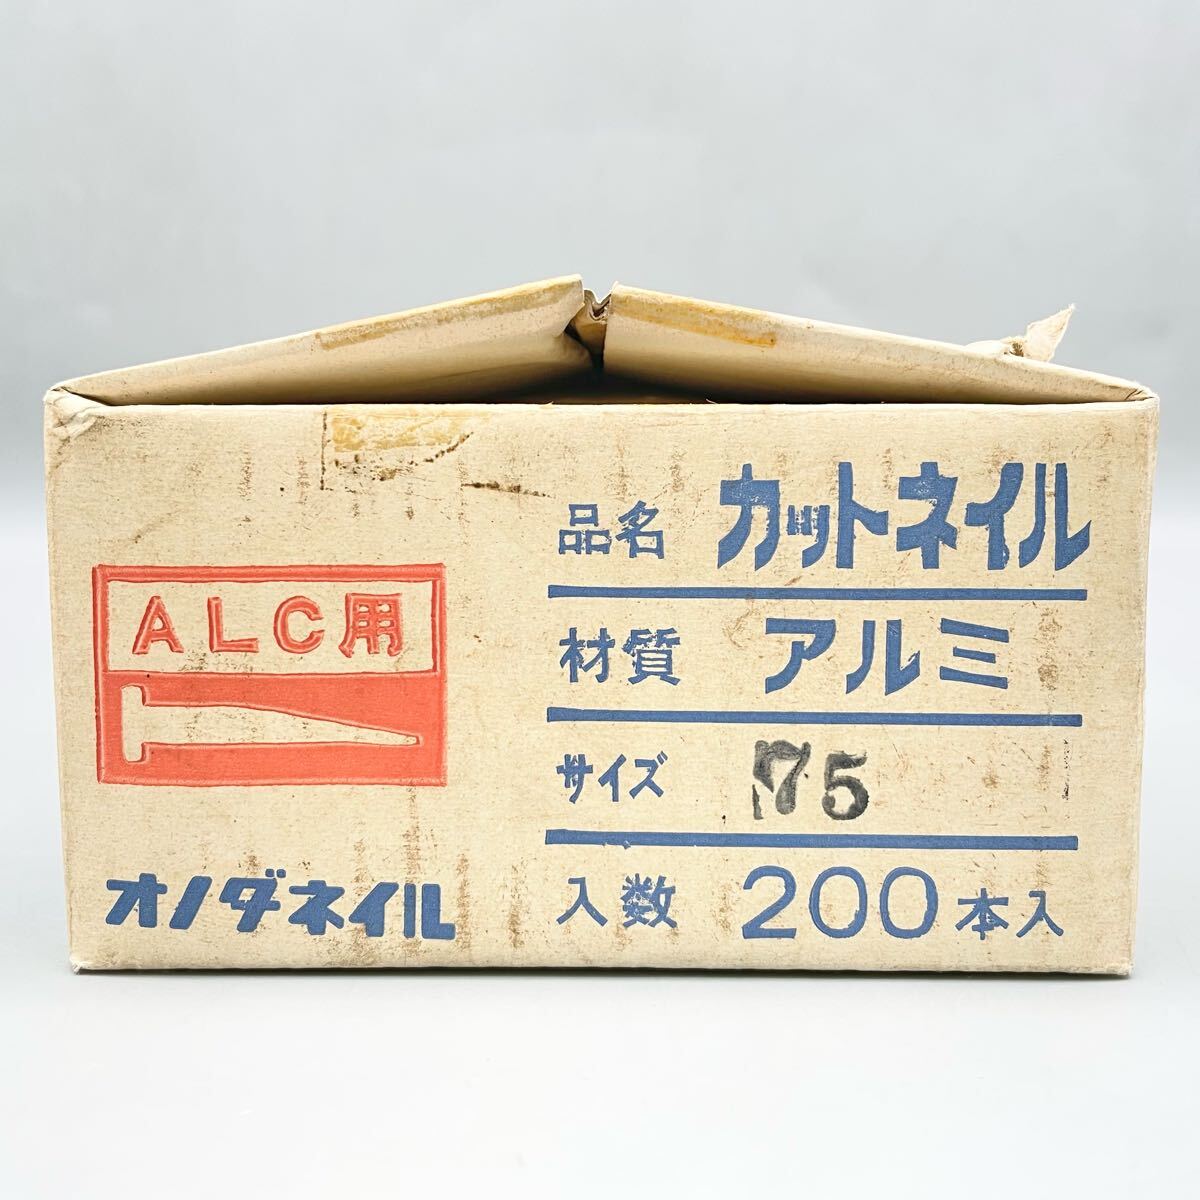 ALC用
オノダネイル
品名 カットネイル
材質 アルミ
サイズ 75
入数 200本入